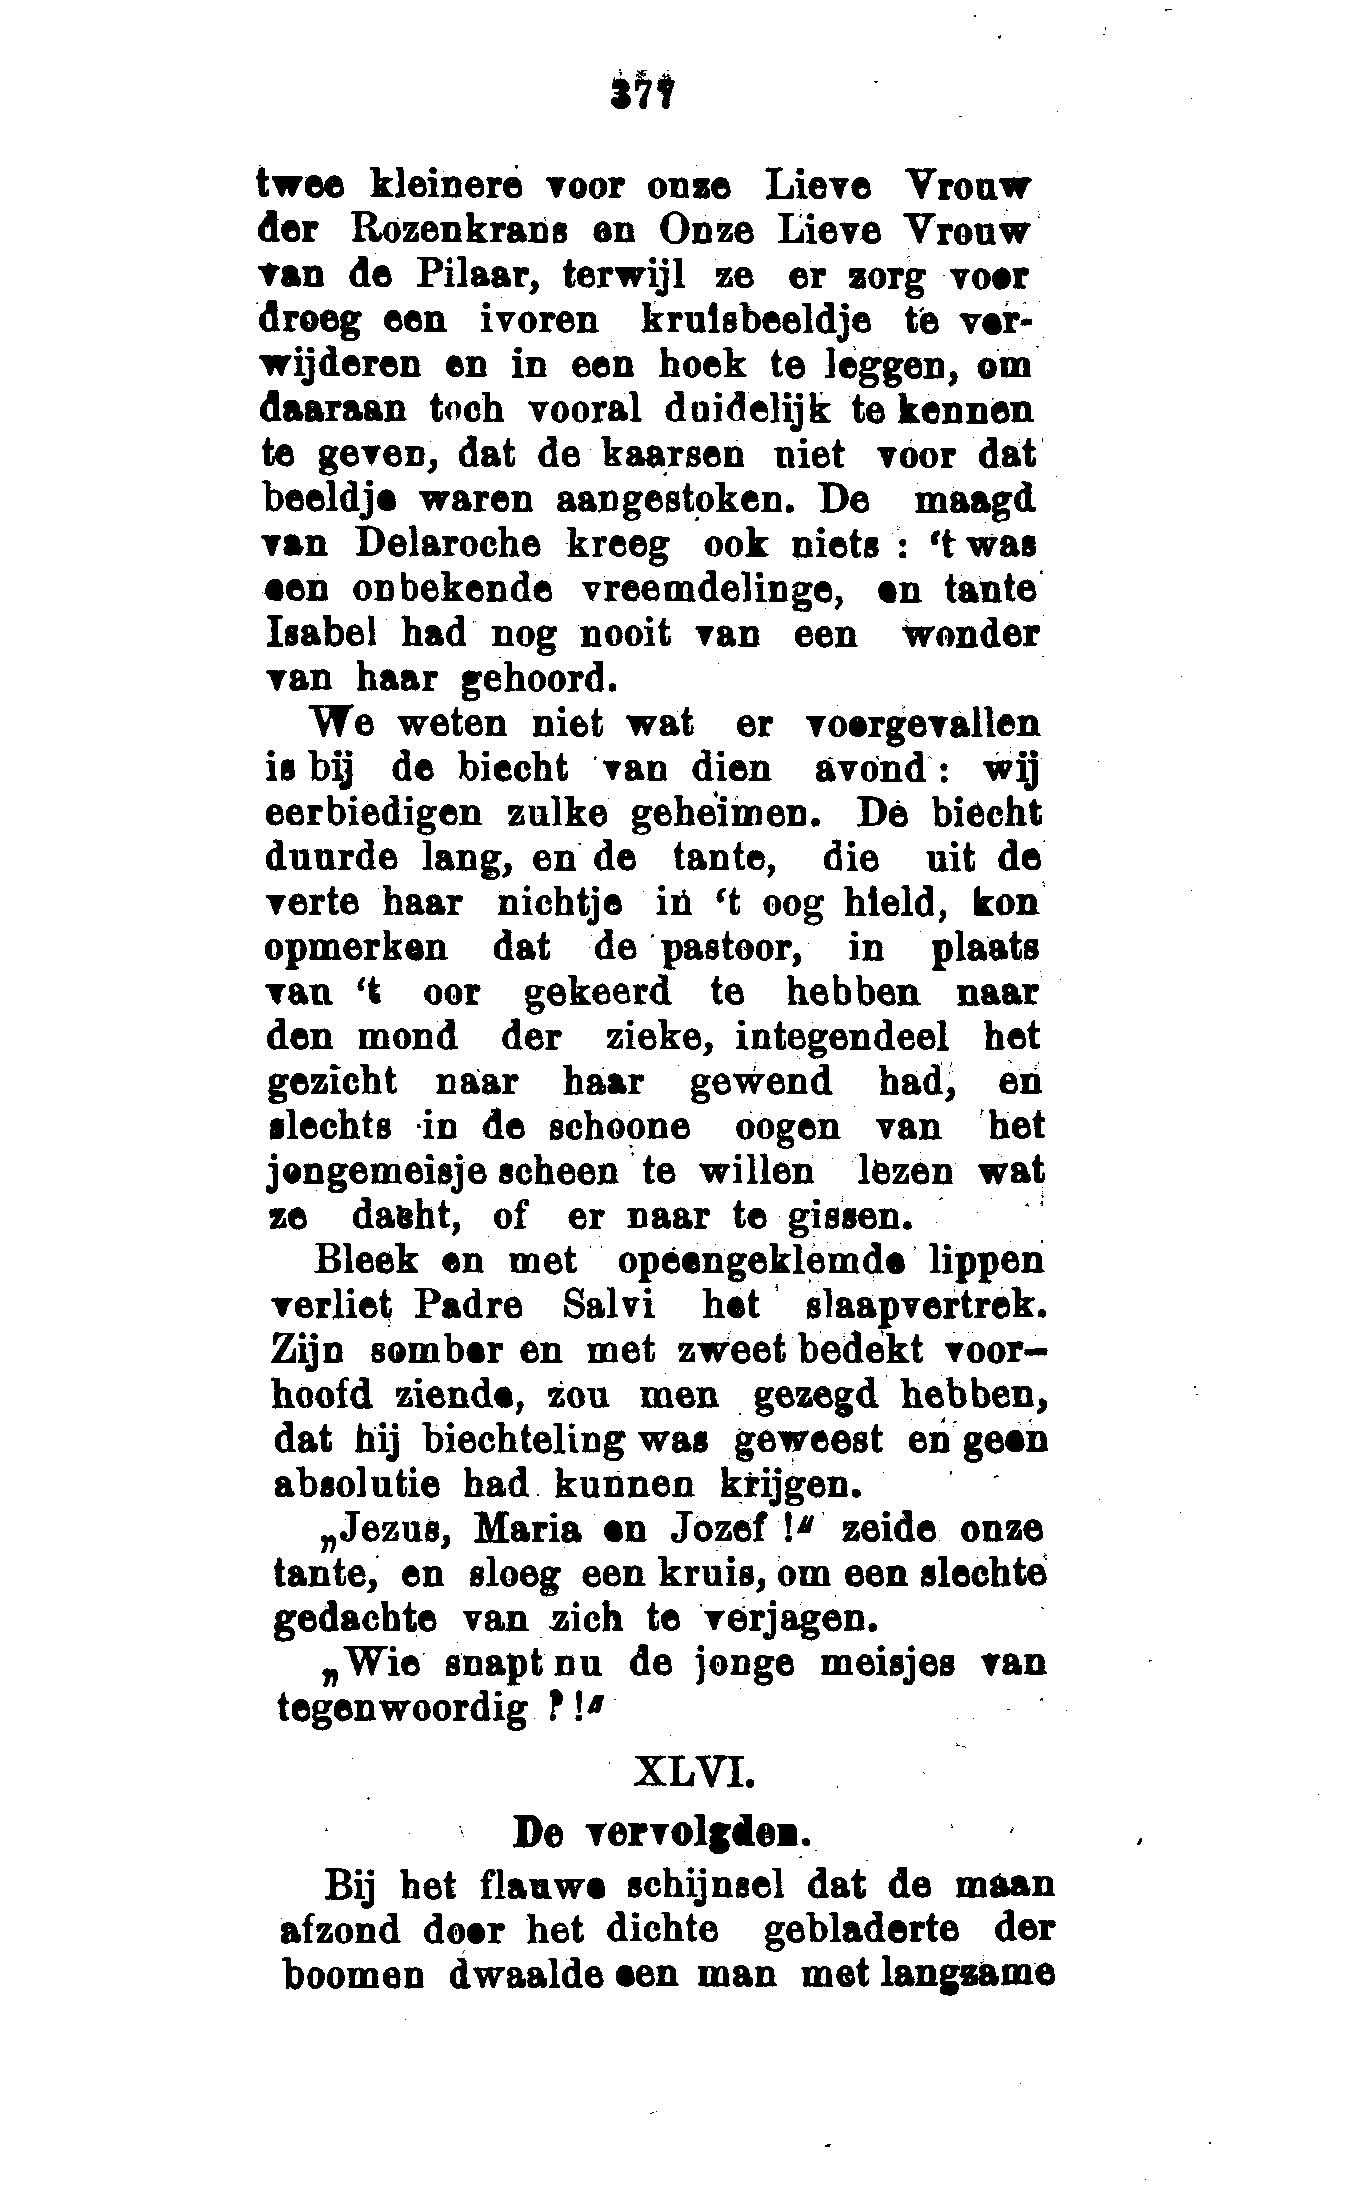 377
twee kleinere voor onze Lieve Vrouw
der Rozenkrans en Onze Lieve Vrouw
van de Pilaar, terwijl ze er zorg voor
droeg een ivoren kruisbeeldje te ver-
wijderen en in een hoek te leggen, om
daaraan toch vooral duidelijk te kennen
te geven, dat de kaarsen niet voor dat
beeldje waren aangestoken. De maagd
van Delaroche kreeg ook niets : ‘t was
een onbekende vreemdelinge, en tante
Isabel had nog nooit van een wonder
van haar gehoord.
We weten niet wat er voorgevallen
is bij de biecht van dien avond : wij
eerbiedigen zulke geheimen. De biecht
duurde lang, en de tante, die uit de
verte haar nichtje in ‘t oog hield, kon
opmerken dat de pastoor, in plaats
van ‘t oor gekeerd te hebben naar
den mond der zieke, integendeel het
gezicht naar haar gewend had, en
slechts in de schoone oogen van het
jongemeisje scheen te willen lezen wat
ze dacht, of er naar te gissen.
Bleek en met opeengeklemde lippen
verliet Padre Salvi het slaapvertrek.
Zijn somber en met zweet bedekt voor-
hoofd ziende, zou men gezegd hebben,
dat hij biechteling was geweest en geen
absolutie had kunnen krijgen.
„Jezus, Maria en Jozef !" zeide onze
tante, en sloeg een kruis, om een slechte
gedachte van zich te verjagen.
„Wie snapt nu de jonge meisjes van
tegenwoordig ? !"
XLVI.
De vervolgden.
Bij het flauwe schijnsel dat de maan
afzond door het dichte gebladerte der
boomen dwaalde een man met langzame